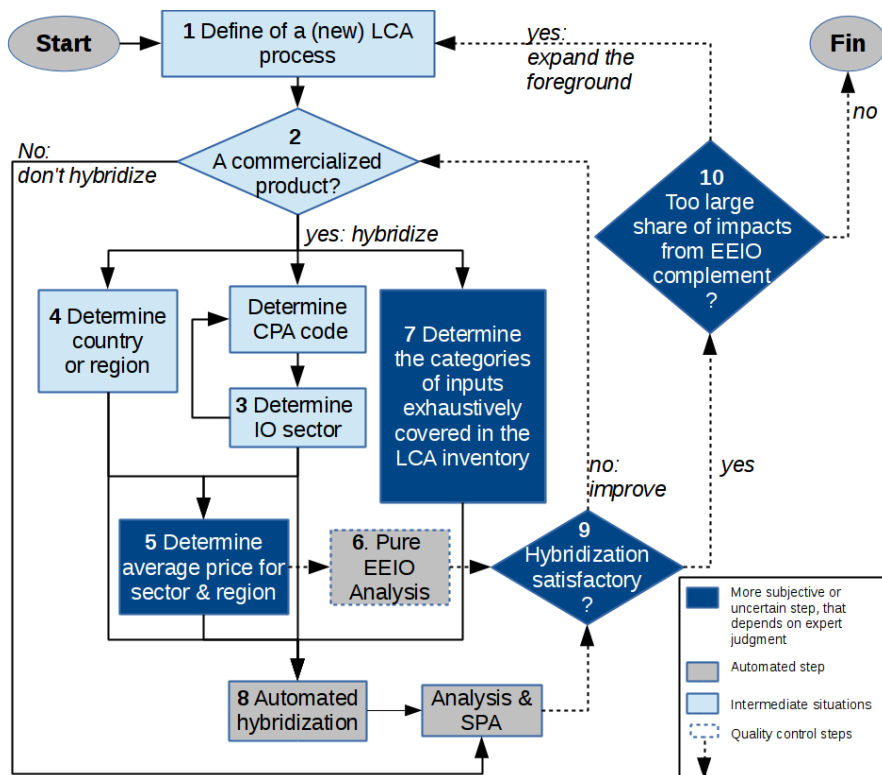 Start
1 Define of a (new) LCA
process
yes:
expand the
foreground
Fin
no
No:
don't hybridize
2
A commercialized
product?
10
Too large
share of impacts
from EEIO
complement
?
yes: hybridize
4 Determine
country
or region
Determine
CPA code
3 Determine
IO sector
7 Determine
the categories
of inputs
exhaustively
covered in the
LCA inventory
no:
improve
yes
5 Determine
average price for
sector & region
6. Pure
EEIO
Analysis
9
Hybridization
satisfactory
?
8 Automated
hybridization
Analysis &
SPA
More subjective or
uncertain step, that
depends on expert
judgment
Automated step
Intermediate situations
Quality control steps